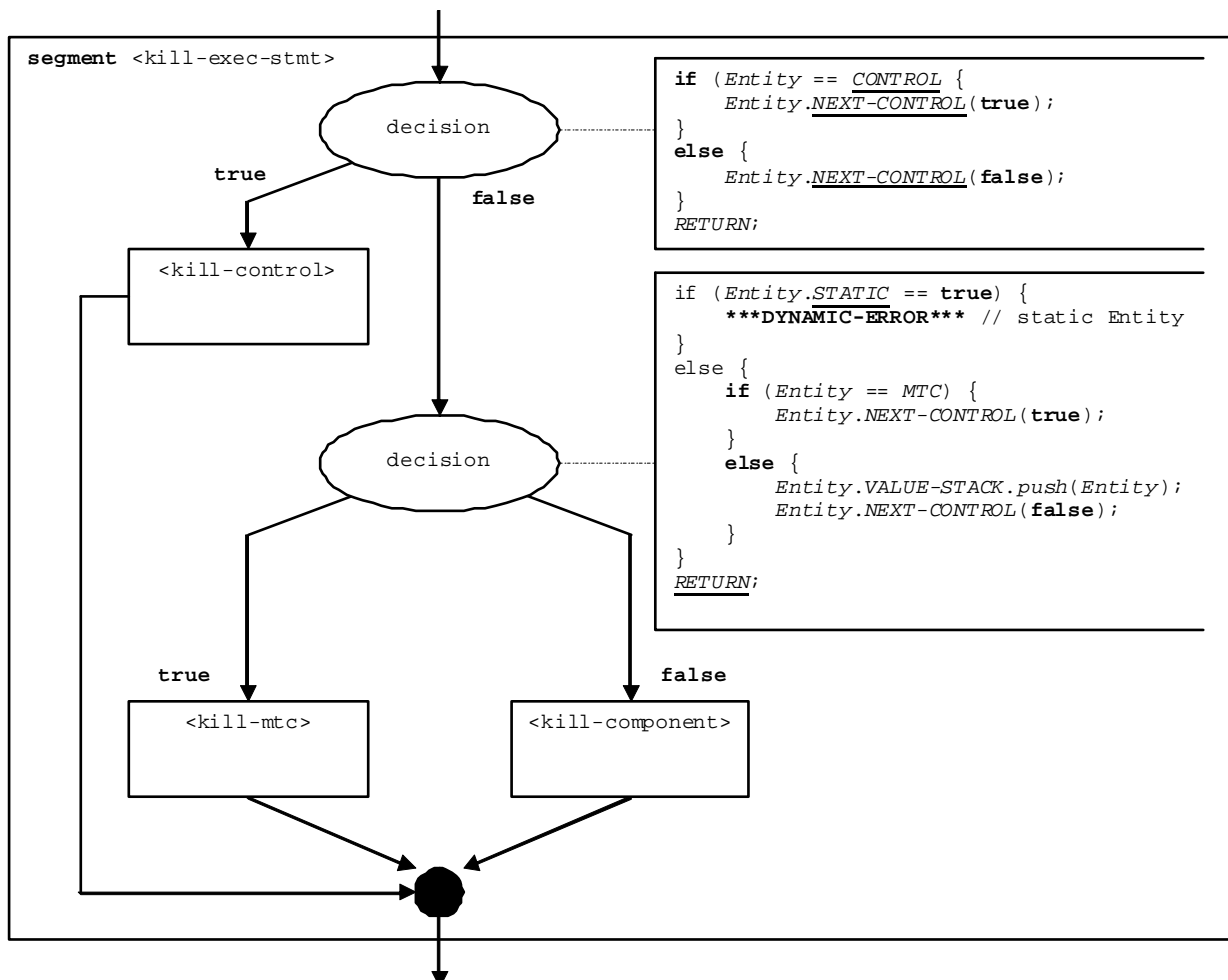 segment <kill-exec-stmt>
decision
if (Entity == CONTROL {
Entity.NEXT-CONTROL(true);
}
else {
Entity.NEXT-CONTROL(false);
}
RETURN;
true
false
<kill-control>
if (Entity.STATIC == true) {
***DYNAMIC-ERROR*** // static Entity
}
else {
if (Entity == MTC) {
Entity.NEXT-CONTROL(true);
}
else {
Entity.VALUE-STACK.push(Entity);
Entity.NEXT-CONTROL(false);
}
}
RETURN;
decision
true
false
<kill-mtc>
<kill-component>